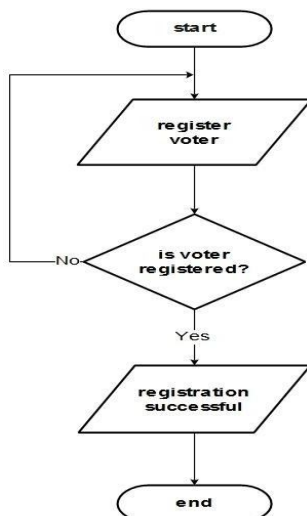 start
register
voter
is voter
registered?
No
Yes
registration
successful
end